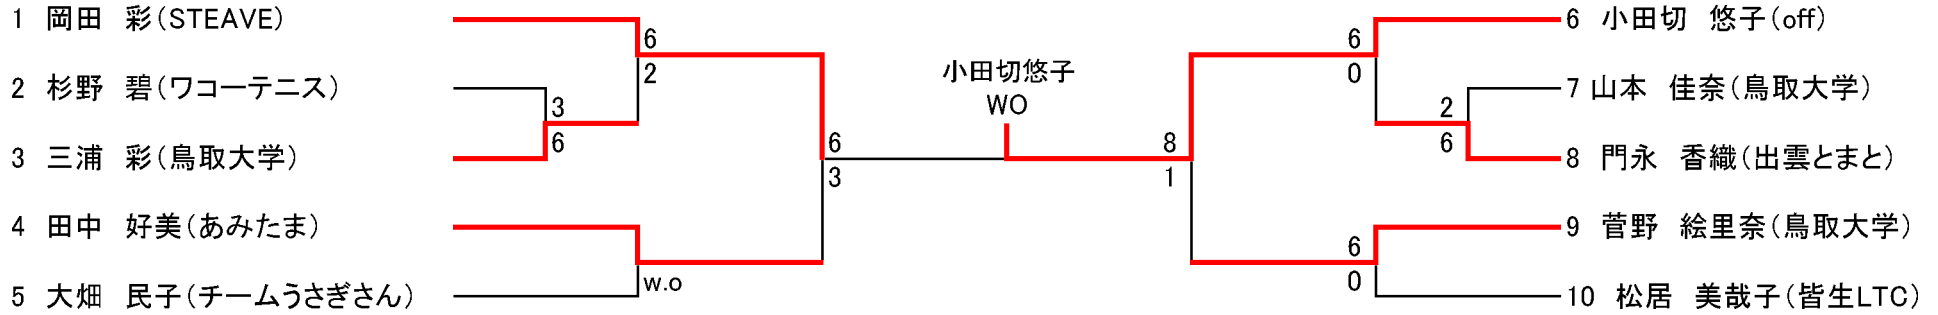 1 岡田 彩(STEAVE)
2 杉野 碧(ワコーテニス)
3 三浦 彩(鳥取大学)
4 田中 好美(あみたま)
5 大畑 民子(チームうさぎさん)
6
2
3
6
w.o
6
3
小田切悠子
WO
8
1
6
0
2
6
6
0
6 小田切 悠子(off)
7 山本 佳奈(鳥取大学)
8 門永 香織(出雲とまと)
9 菅野 絵里奈(鳥取大学)
10 松居 美哉子(皆生LTC)